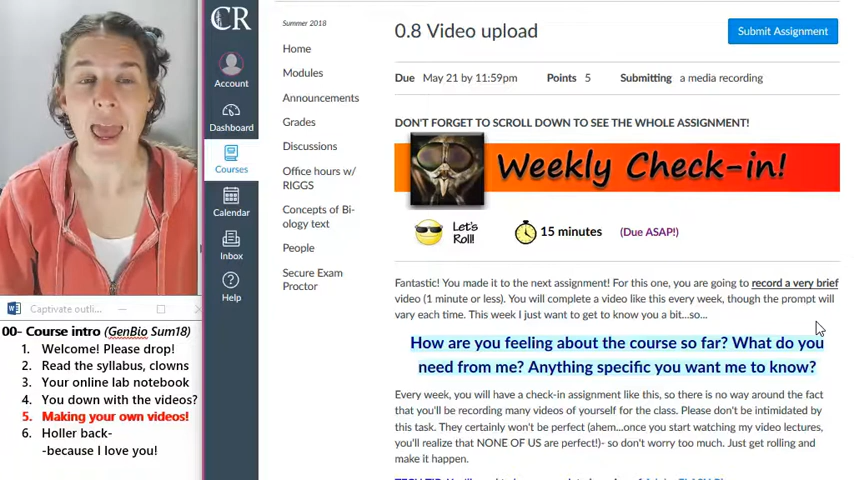 CR
Account
Dashboard
Courses
Calendar
Inbox
Help
Summer 2018
Home
Modules
Announcements
Grades
Discussions
Office hours w/
RIGGS
Concepts of Bi-
ology text
People
Secure Exam
Proctor
0.8 Video upload
Submit Assignment
Due May 21 by 11:59pm Points 5 Submitting a media recording
DON'T FORGET TO SCROLL DOWN TO SEE THE WHOLE ASSIGNMENT!
Weekly Check-in!
Let's
Roll!
15 minutes (Due ASAP!)
Fantastic! You made it to the next assignment! For this one, you are going to record a very brief
video (1 minute or less). You will complete a video like this every week, though the prompt will
vary each time. This week I just want to get to know you a bit...so...
How are you feeling about the course so far? What do you
need from me? Anything specific you want me to know?
Every week, you will have a check-in assignment like this, so there is no way around the fact
that you'll be recording many videos of yourself for the class. Please don't be intimidated by
this task. They certainly won't be perfect (ahem...once you start watching my video lectures,
you'll realize that NONE OF US are perfect!)- so don't worry too much. Just get rolling and
make it happen.
Captivate outli...
00- Course intro (GenBio Sum18)
1. Welcome! Please drop!
2. Read the syllabus, clowns
3. Your online lab notebook
4. You down with the videos?
5. Making your own videos!
6. Holler back-
-because I love you!